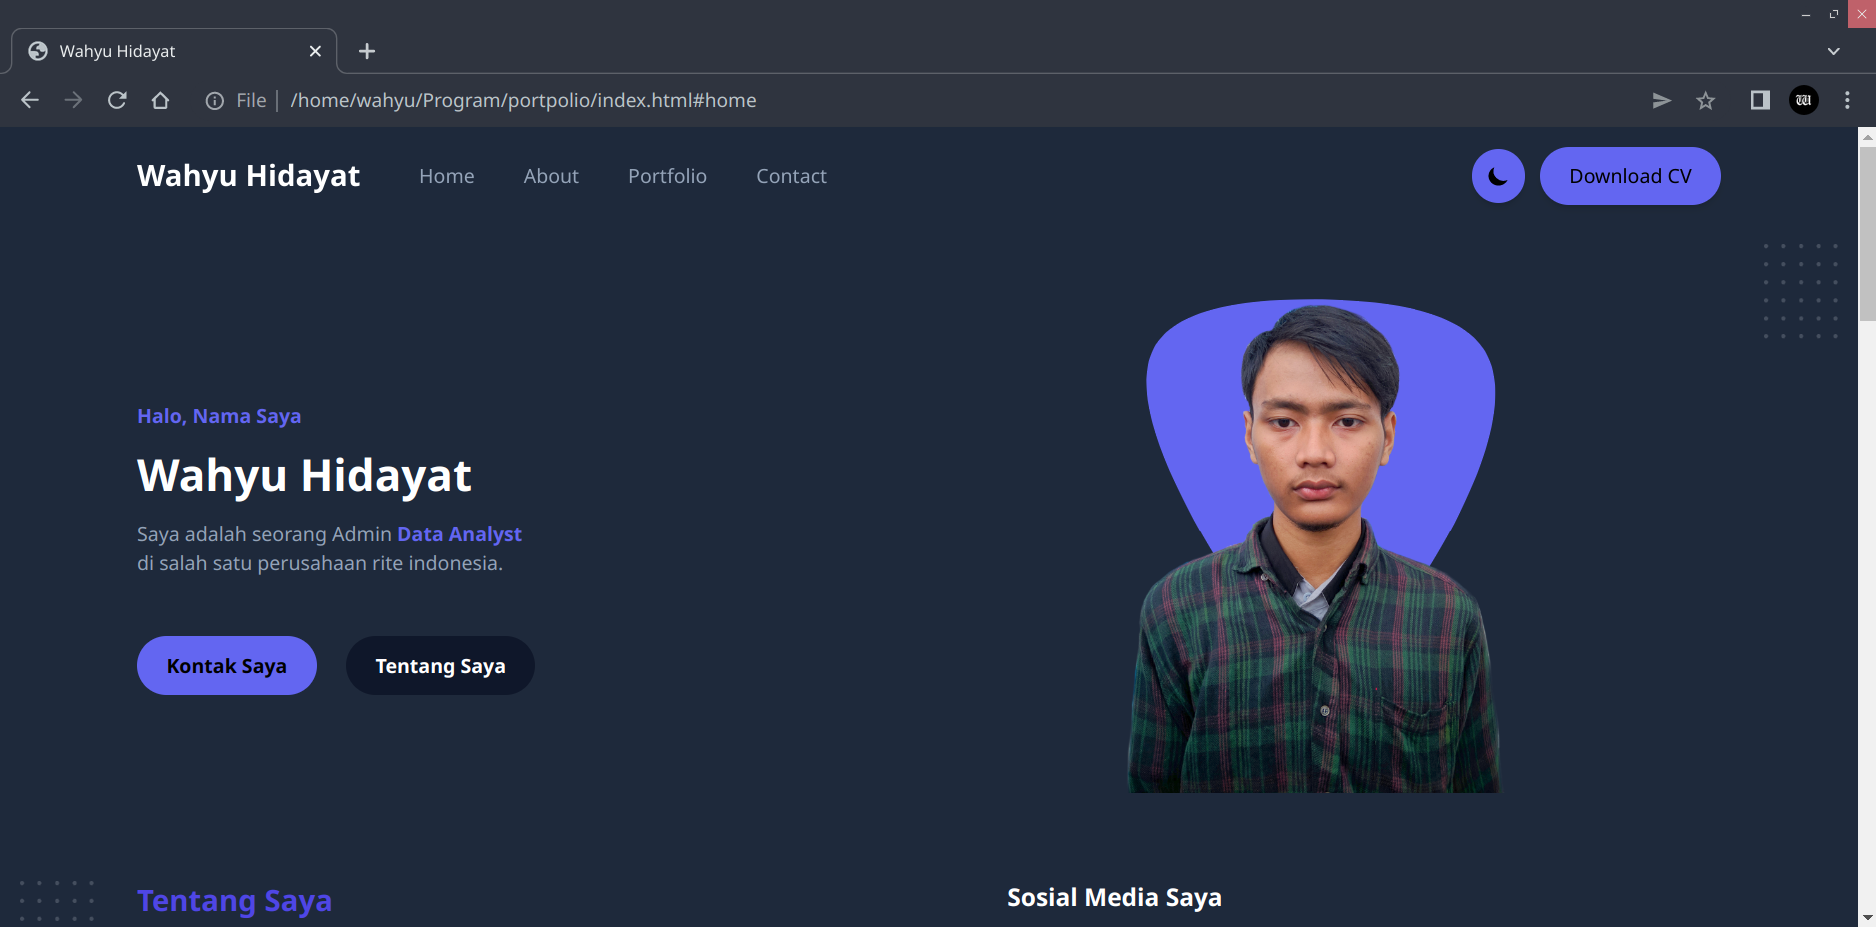 Wahyu Hidayat
File
/home/wahyu/Program/portpolio/index.html#home
Wahyu Hidayat
Home
About
Portfolio
Contact
Download CV
Halo, Nama Saya
Wahyu Hidayat
Saya adalah seorang Admin Data Analyst
di salah satu perusahaan rite indonesia.
Kontak Saya
Tentang Saya
Tentang Saya
Sosial Media Saya